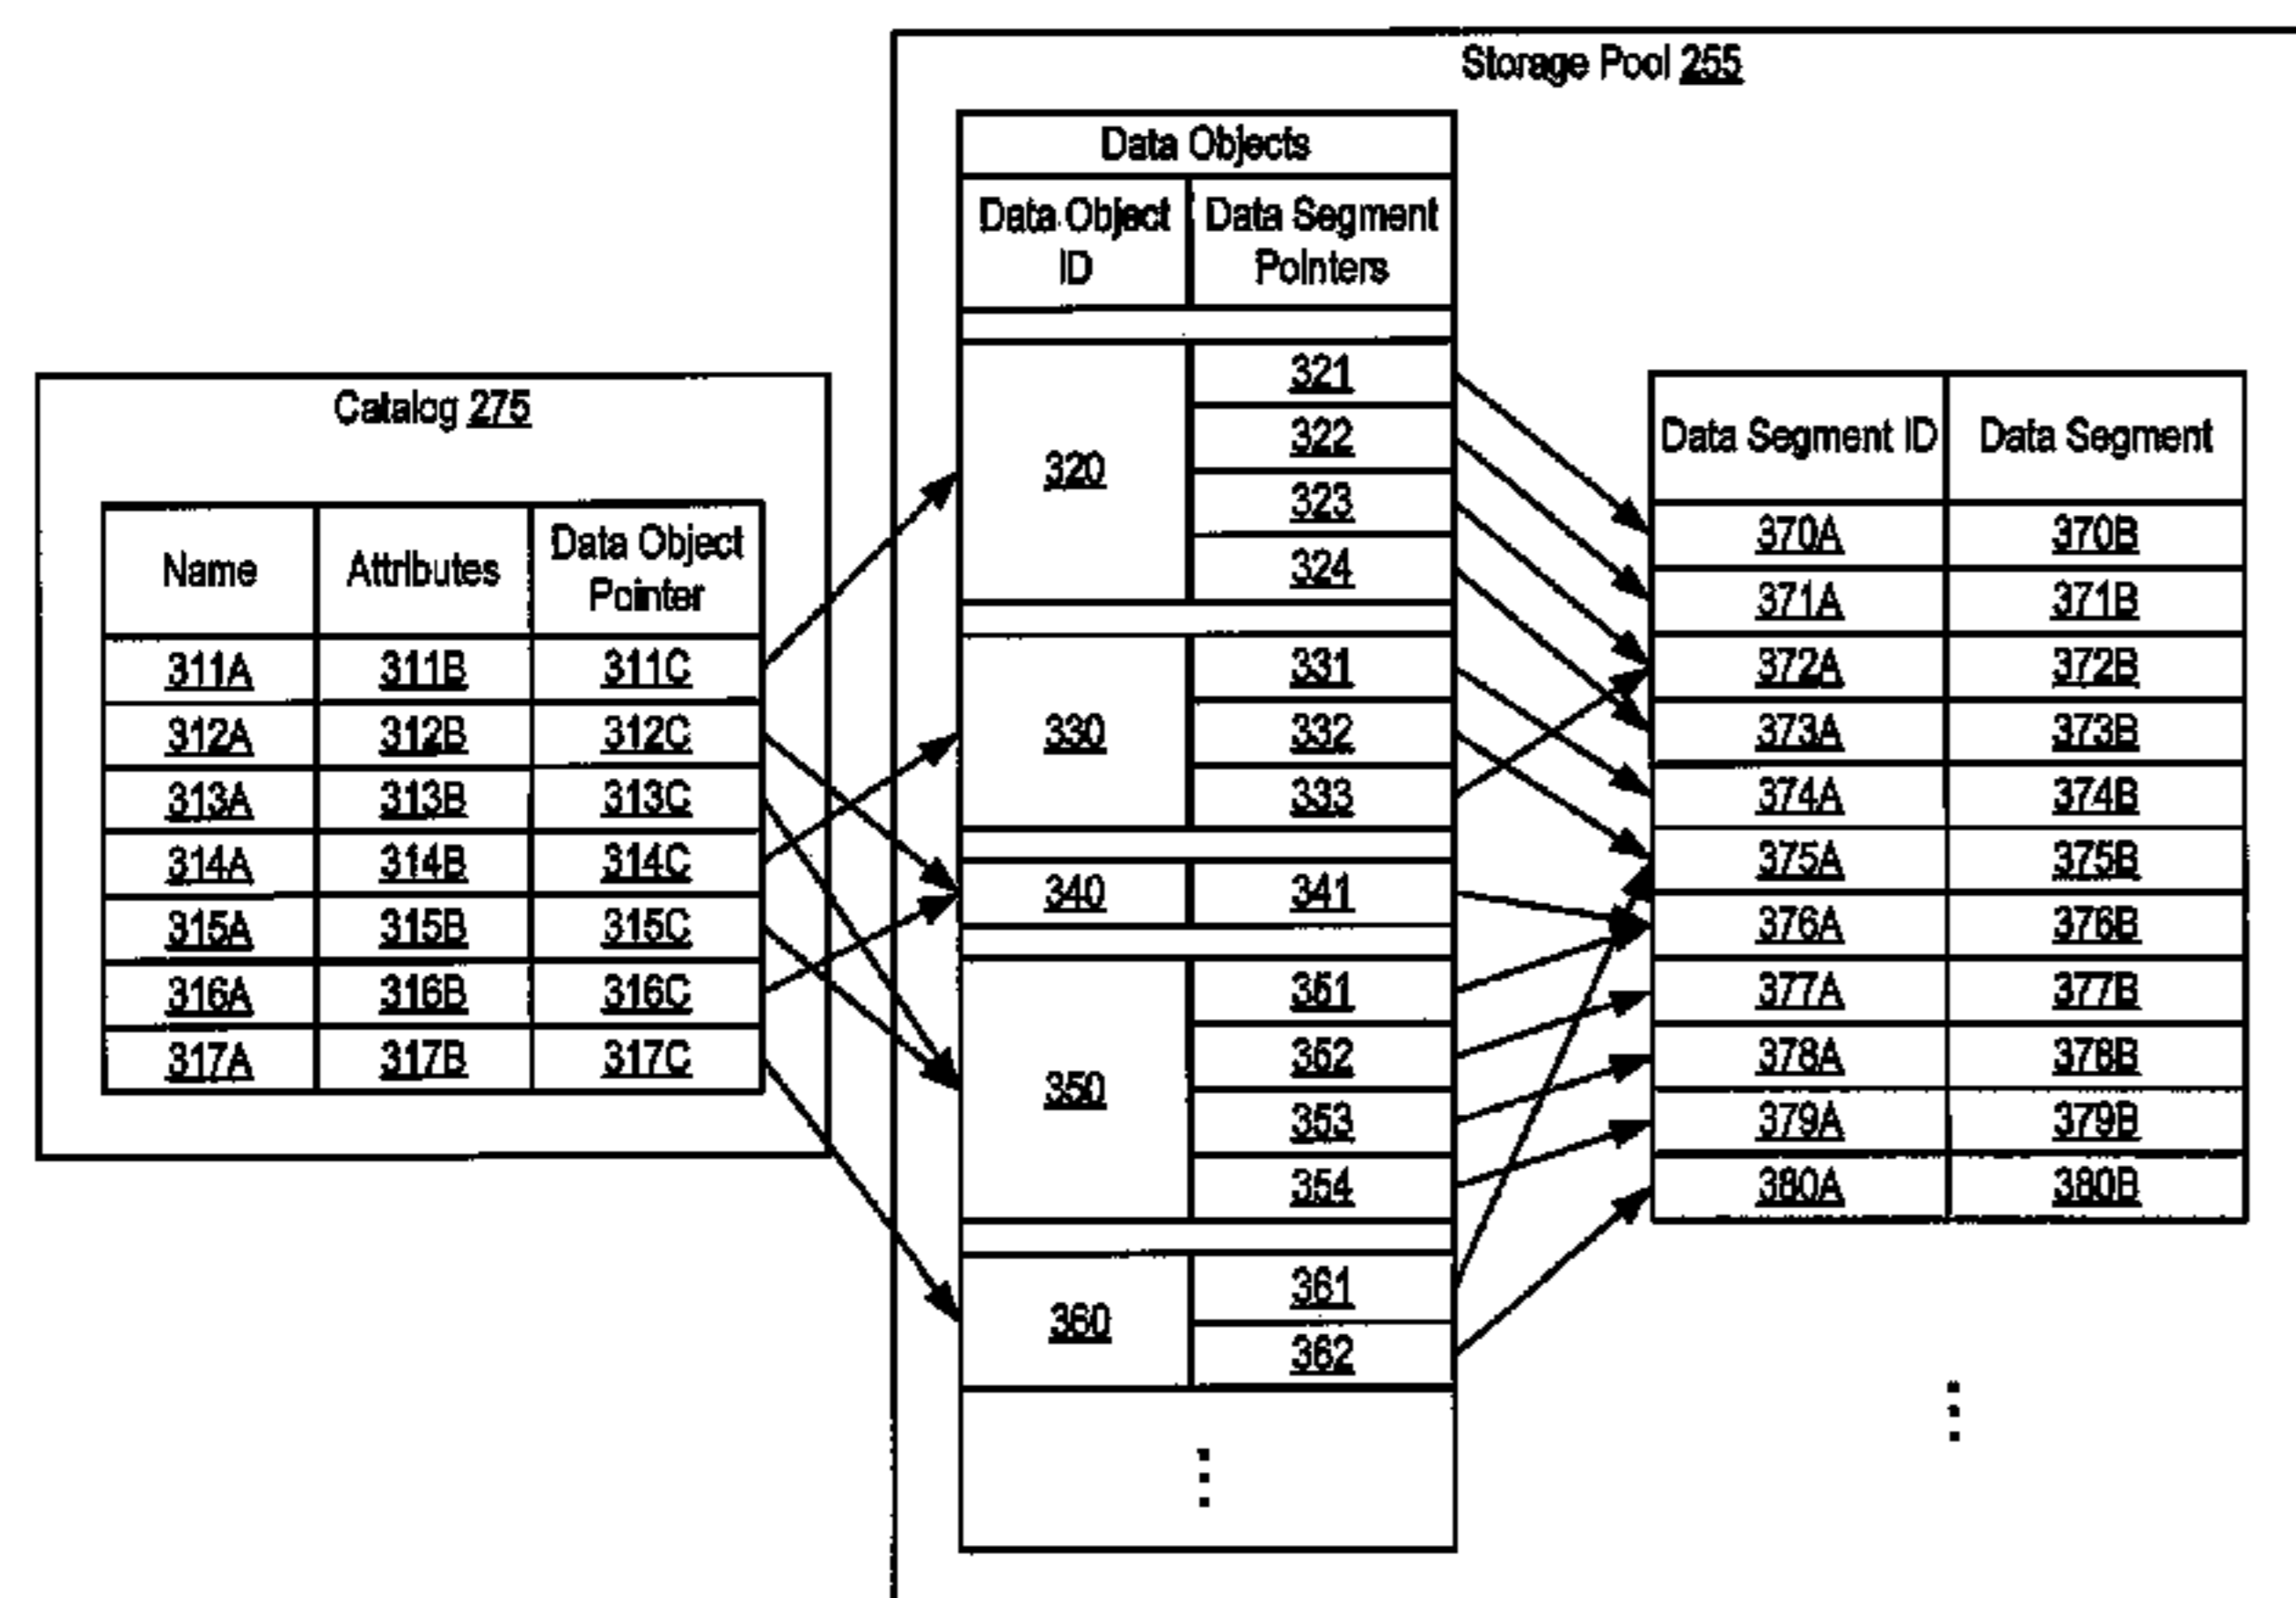 Storage Pool 255
Data Objects
Data Object ID
Data Segment Pointers
320
321
322
323
324
330
331
332
333
340
341
350
351
352
353
354
360
361
362
Catalog 275
Name
Attributes
Data Object Pointer
311A 311B 311C
312A 312B 312C
313A 313B 313C
314A 314B 314C
315A 315B 315C
316A 316B 316C
317A 317B 317C
Data Segment ID Data Segment
370A 370B
371A 371B
372A 372B
373A 373B
374A 374B
375A 375B
376A 376B
377A 377B
378A 378B
379A 379B
380A 380B